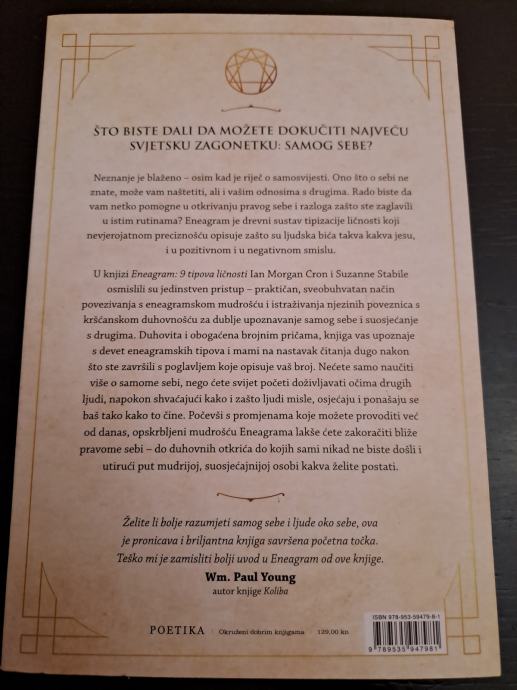 ŠTO BISTE DALI DA MOŽETE DOKUČITI NAJVEĆU
SVJETSKU ZAGONETKU: SAMOG SEBE?
Neznanje je blaženo – osim kad je riječ o samosvijesti. Ono što o sebi ne
znate, može vam naštetiti, ali i vašim odnosima s drugima. Rado biste da
vam netko pomogne u otkrivanju pravog sebe i razloga zašto ste zaglavili
u istim rutinama? Eneagram je drevni sustav tipizacije ličnosti koji
nevjerojatnom preciznošću opisuje zašto su ljudska bića takva kakva jesu,
i u pozitivnom i u negativnom smislu.
U knjizi Eneagram: 9 tipova ličnosti Ian Morgan Cron i Suzanne Stabile
osmislili su jedinstven pristup – praktičan, sveobuhvatan način
povezivanja s eneagramskom mudrošću i istraživanja njezinih poveznica s
kršćanskom duhovnošću za dublje upoznavanje samog sebe i suosjećanje
s drugima. Duhovita i obogaćena brojnim pričama, knjiga vas upoznaje
s devet eneagramskih tipova i mami na nastavak čitanja dugo nakon
što ste završili s poglavljem koje opisuje vaš broj. Nećete samo naučiti
više o samome sebi, nego ćete svijet početi doživljavati očima drugih
ljudi, napokon shvaćajući kako i zašto ljudi misle, osjećaju i ponašaju se
baš tako kako to čine. Počevši s promjenama koje možete provoditi već
od danas, opskrbljeni mudrošću Eneagrama lakše ćete zakoračiti bliže
pravome sebi – do duhovnih otkrića do kojih sami nikad ne biste došli i
utirući put mudrijoj, suosjećajnijoj osobi kakva želite postati.
Želite li bolje razumjeti samog sebe i ljude oko sebe, ova
je pronicava i briljantna knjiga savršena početna točka.
Teško mi je zamisliti bolji uvod u Eneagram od ove knjige.
Wm. Paul Young
autor knjige Koliba
POETIKA | Okruženi dobrim knjigama | 129,00 kn
ISBN 978-953-59479-8-1
9 789535 947981